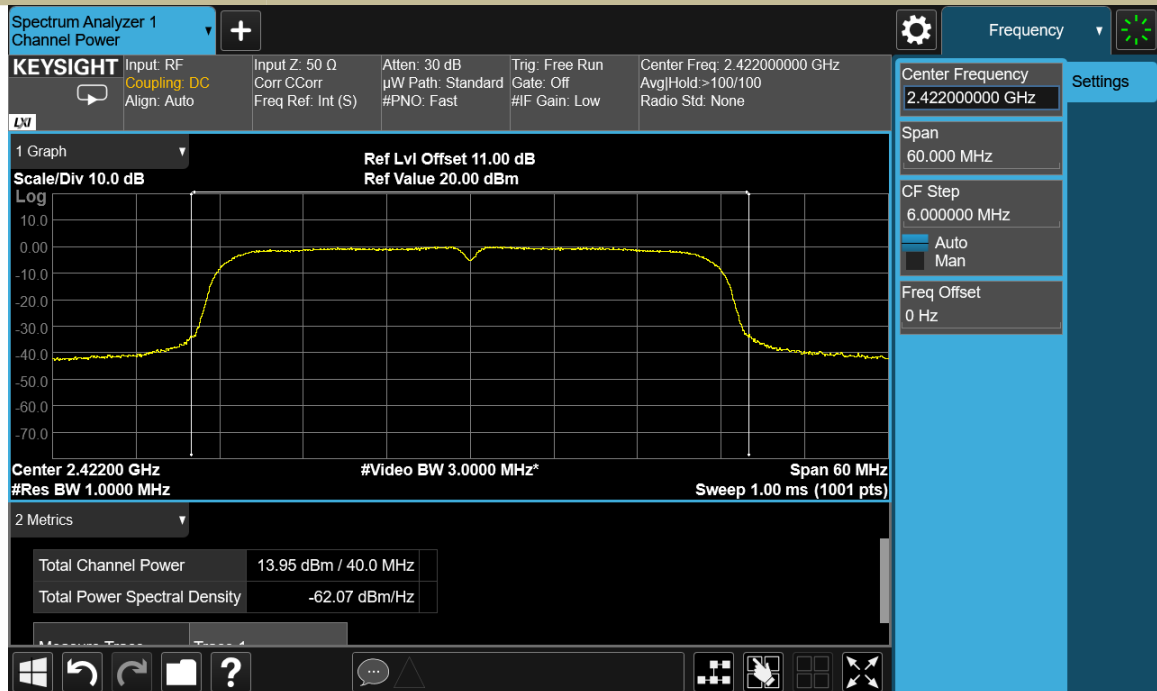 Spectrum Analyzer 1
Channel Power
Frequency
KEYSIGHT
LXI
Input: RF
Coupling: DC
Align: Auto
Input Z: 50 Ω
Corr CCorr
Freq Ref: Int (S)
Atten: 30 dB
µW Path: Standard
#PNO: Fast
Trig: Free Run
Gate: Off
#IF Gain: Low
Center Freq: 2.422000000 GHz
Avg|Hold:>100/100
Radio Std: None
Center Frequency
2.422000000 GHz
Settings
Span
60.000 MHz
CF Step
6.000000 MHz
Auto
Man
Freq Offset
0 Hz
1 Graph
Scale/Div 10.0 dB
Ref Lvl Offset 11.00 dB
Ref Value 20.00 dBm
Log
10.0
0.00
-10.0
-20.0
-30.0
-40.0
-50.0
-60.0
-70.0
Center 2.42200 GHz
#Video BW 3.0000 MHz*
Span 60 MHz
#Res BW 1.0000 MHz
Sweep 1.00 ms (1001 pts)
2 Metrics
Total Channel Power 13.95 dBm / 40.0 MHz
Total Power Spectral Density -62.07 dBm/Hz